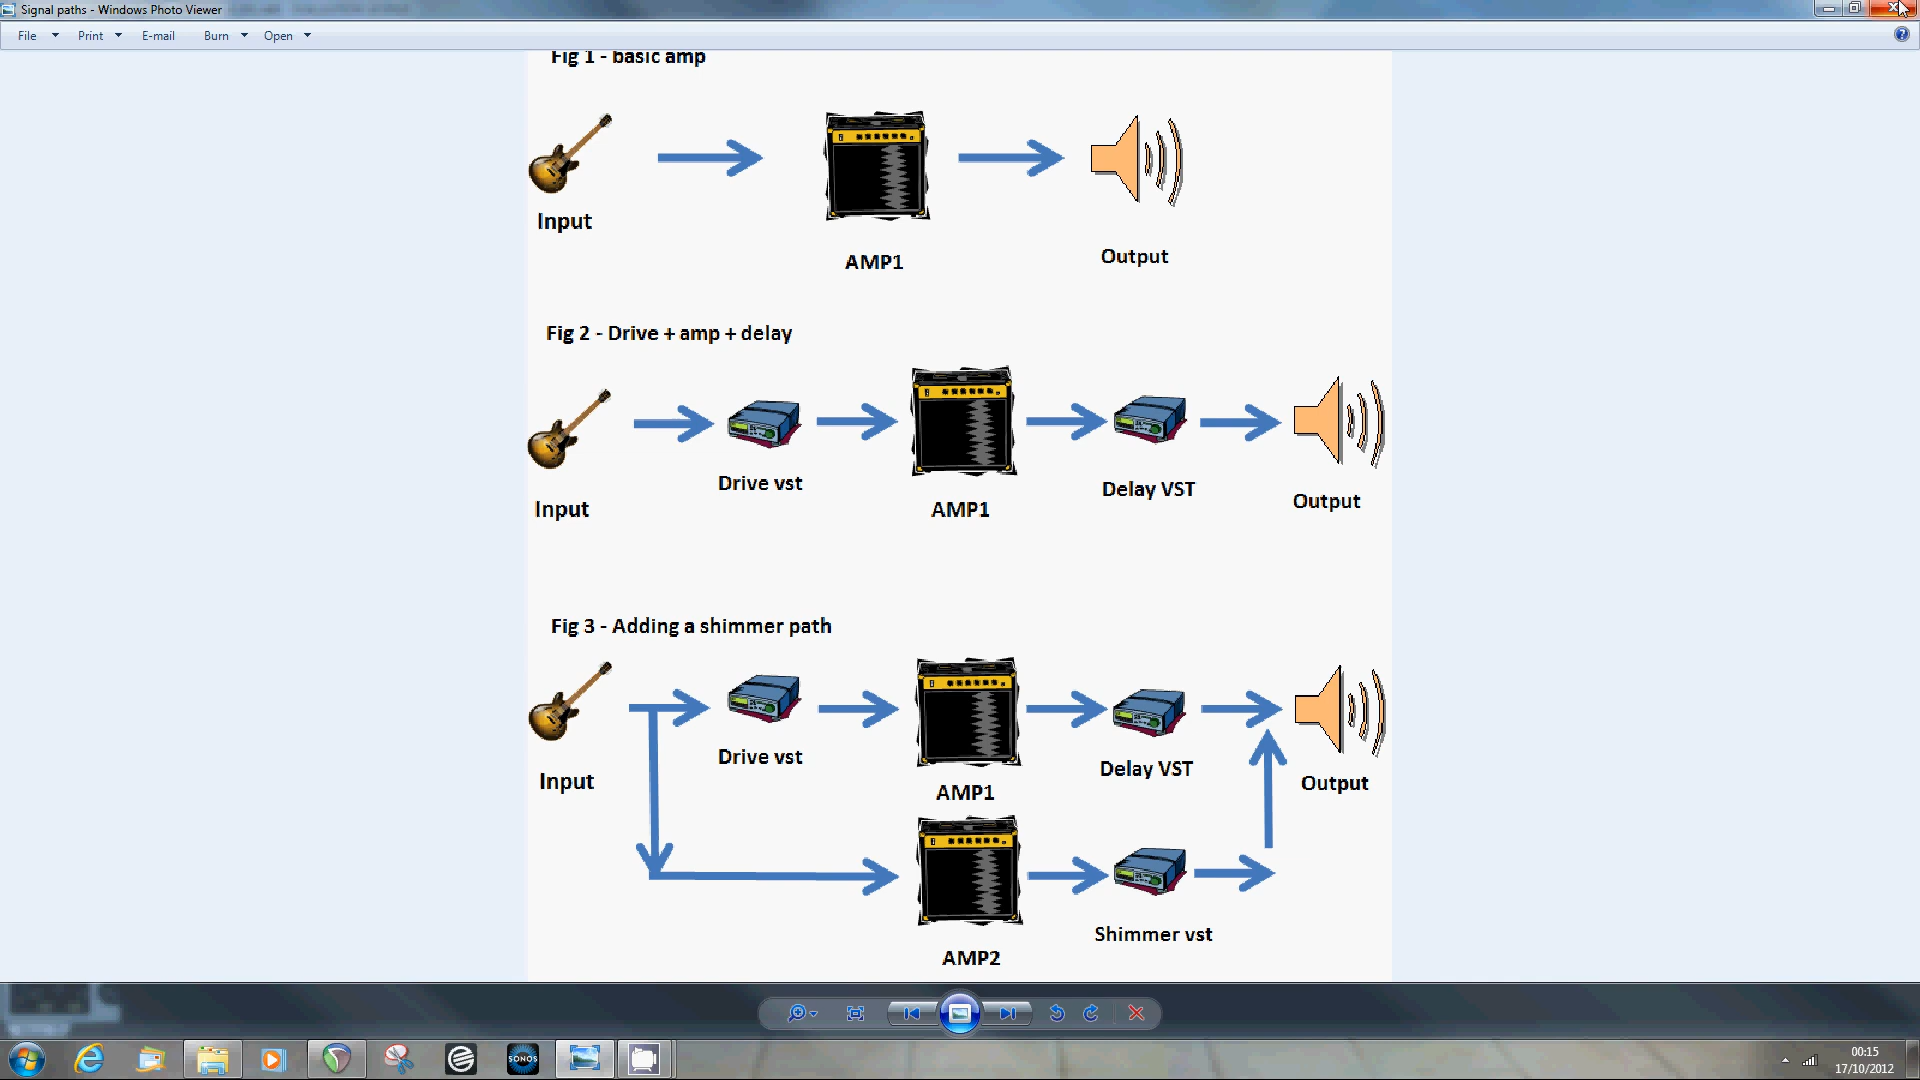 Signal paths - Windows Photo Viewer
File Print E-mail Burn Open
Fig 1 - basic amp
Input
AMP1
Output
Fig 2 - Drive + amp + delay
Drive vst
Delay VST
Input
AMP1
Output
Fig 3 - Adding a shimmer path
Drive vst
Delay VST
Input
AMP1
Output
Shimmer vst
AMP2
SONOS
00:15
17/10/2012